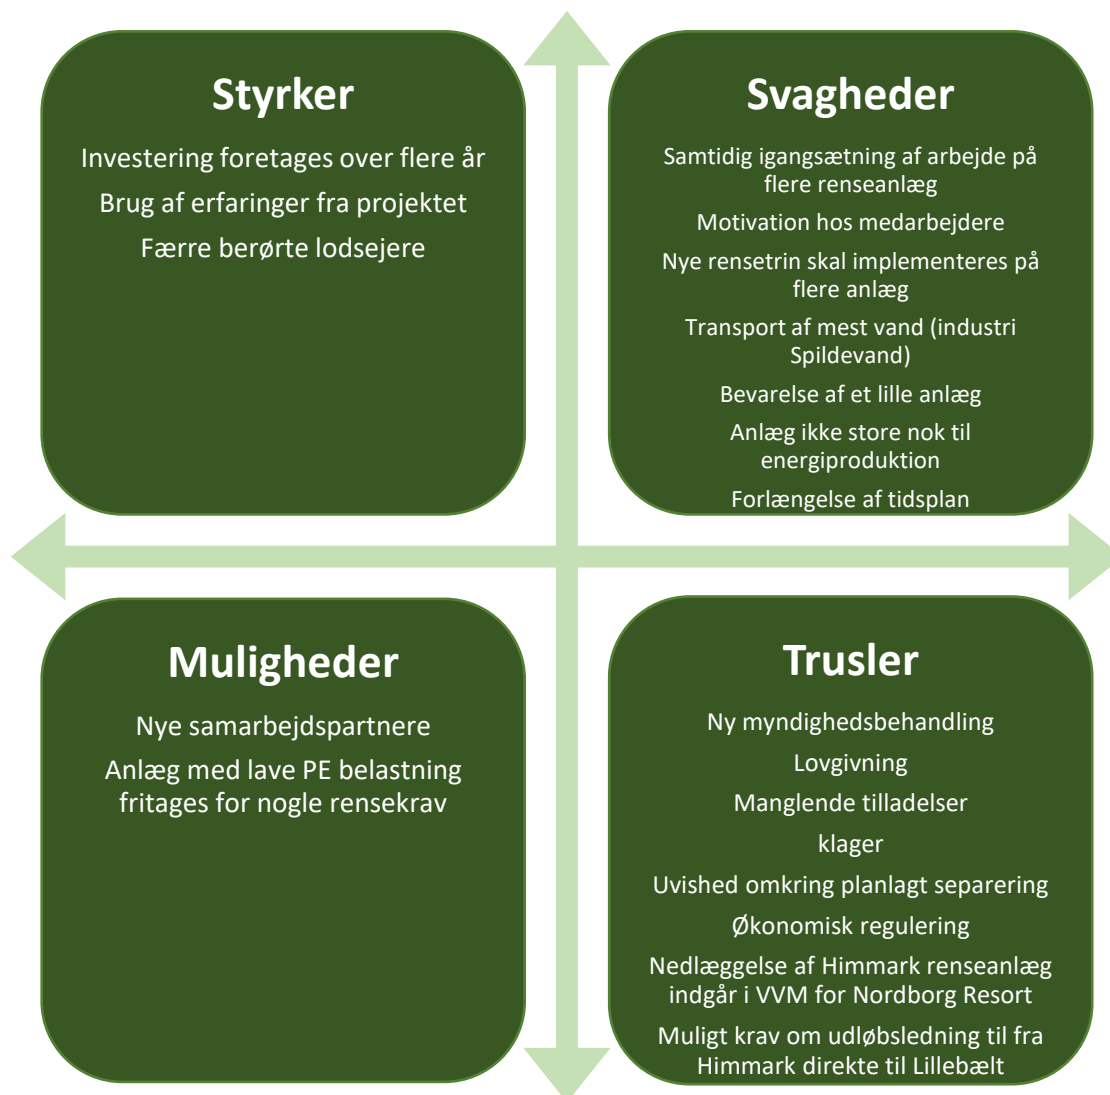 Styrker
Investering foretages over flere år
Brug af erfaringer fra projektet
Færre berørte lodsejere
Svagheder
Samtidig igangsætning af arbejde på
flere renseanlæg
Motivation hos medarbejdere
Nye rensetrin skal implementeres på
flere anlæg
Transport af mest vand (industri
Spildevand)
Bevarelse af et lille anlæg
Anlæg ikke store nok til
energiproduktion
Forlængelse af tidsplan
Muligheder
Nye samarbejdspartnere
Anlæg med lave PE belastning
fritages for nogle rensekrav
Trusler
Ny myndighedsbehandling
Lovgivning
Manglende tilladelser
klager
Uvished omkring planlagt separering
Økonomisk regulering
Nedlæggelse af Himmark renseanlæg
indgår i VVM for Nordborg Resort
Muligt krav om udløbsledning til fra
Himmark direkte til Lillebælt